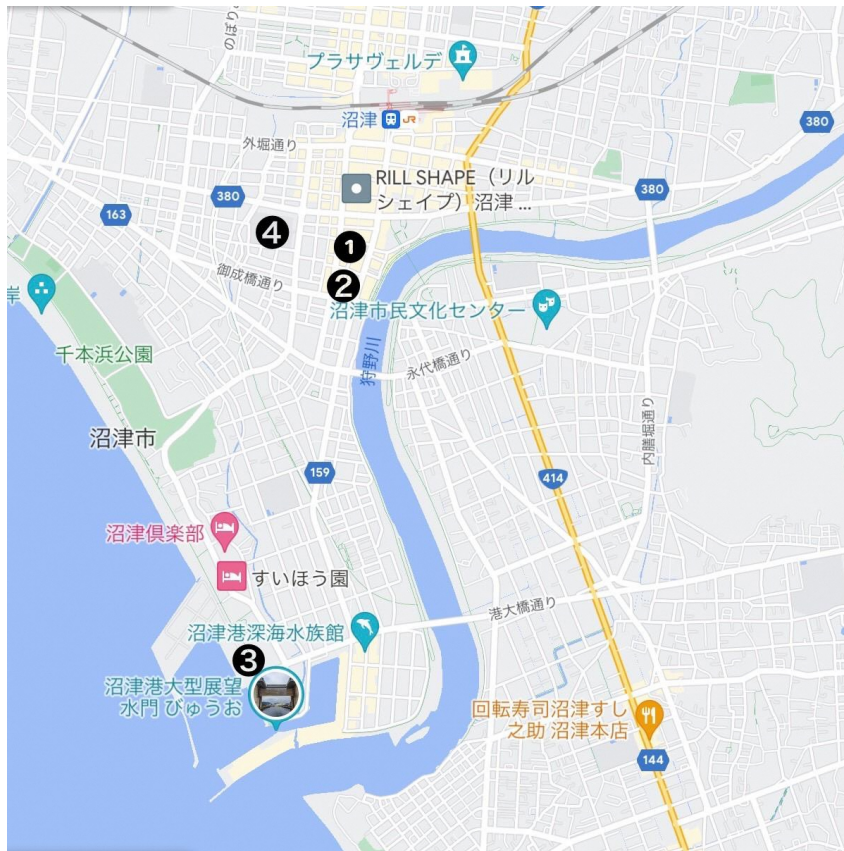 のぼり
プラサヴェルデ
沼津
JR
380
外堀通り
RILL SHAPE（リル
シェイプ）沼津 ...
380
380
163
❹
❶
御成橋通り
❷
岸
沼津市民文化センター
千本浜公園
狩野川
永代橋通り
内膳堀通り
沼津市
159
414
沼津倶楽部
すいほう園
港大橋通り
沼津港深海水族館
❸
沼津港大型展望
水門 びゅうお
回転寿司沼津すし
之助 沼津本店
144